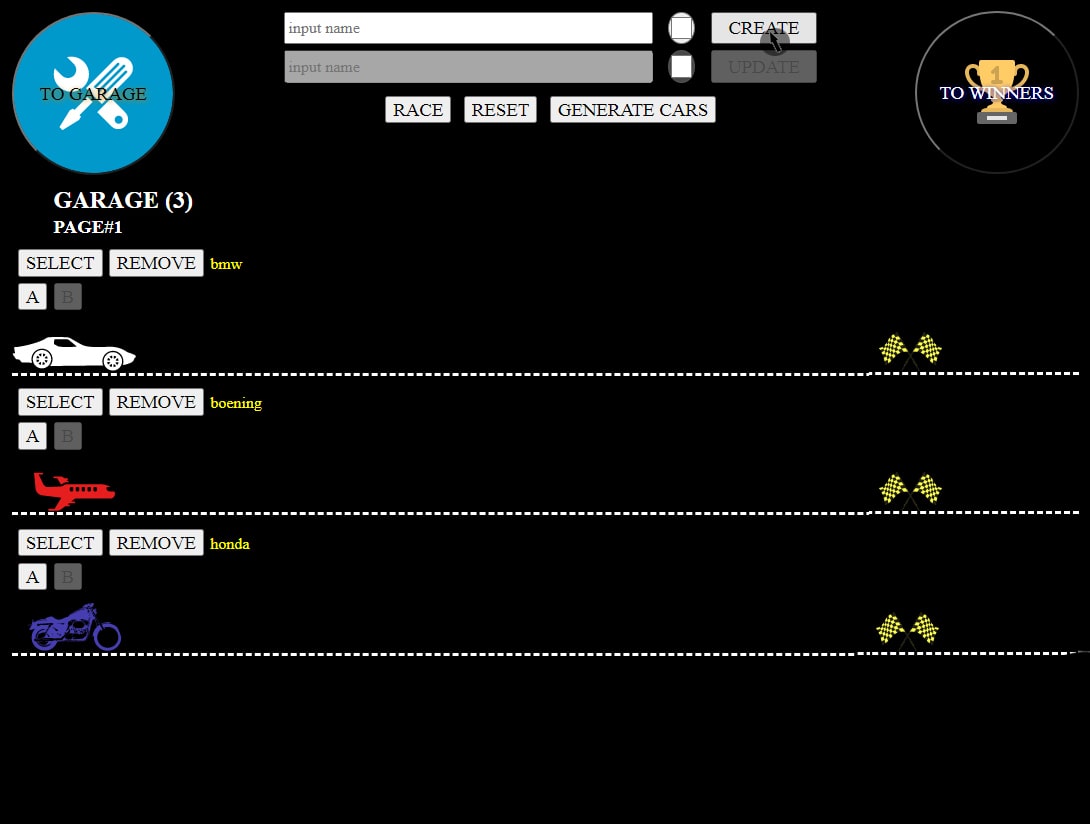 TO GARAGE
input name
CREATE
input name
UPDATE
RACE RESET GENERATE CARS
1
TO WINNERS
GARAGE (3)
PAGE#1
SELECT REMOVE bmw
A B
SELECT REMOVE boening
A B
SELECT REMOVE honda
A B